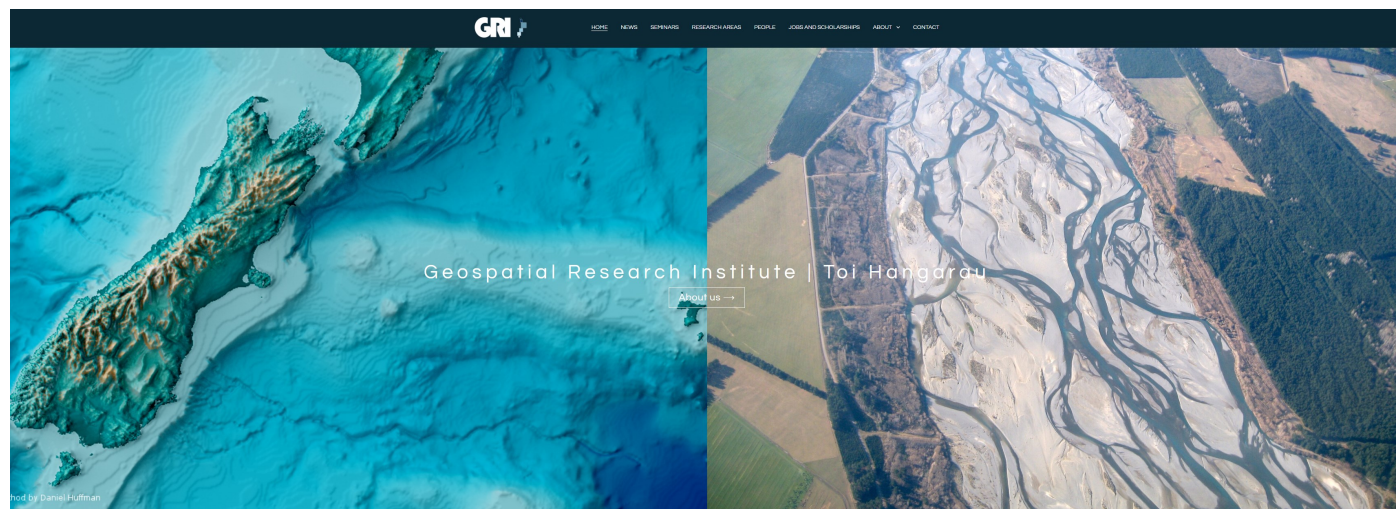 GRI
HOME NEWS SEMINARS RESEARCH AREAS PEOPLE JOBS AND SCHOLARSHIPS ABOUT CONTACT
Geospatial Research Institute | Toi Hangarau
About us →
hod by Daniel Huffman